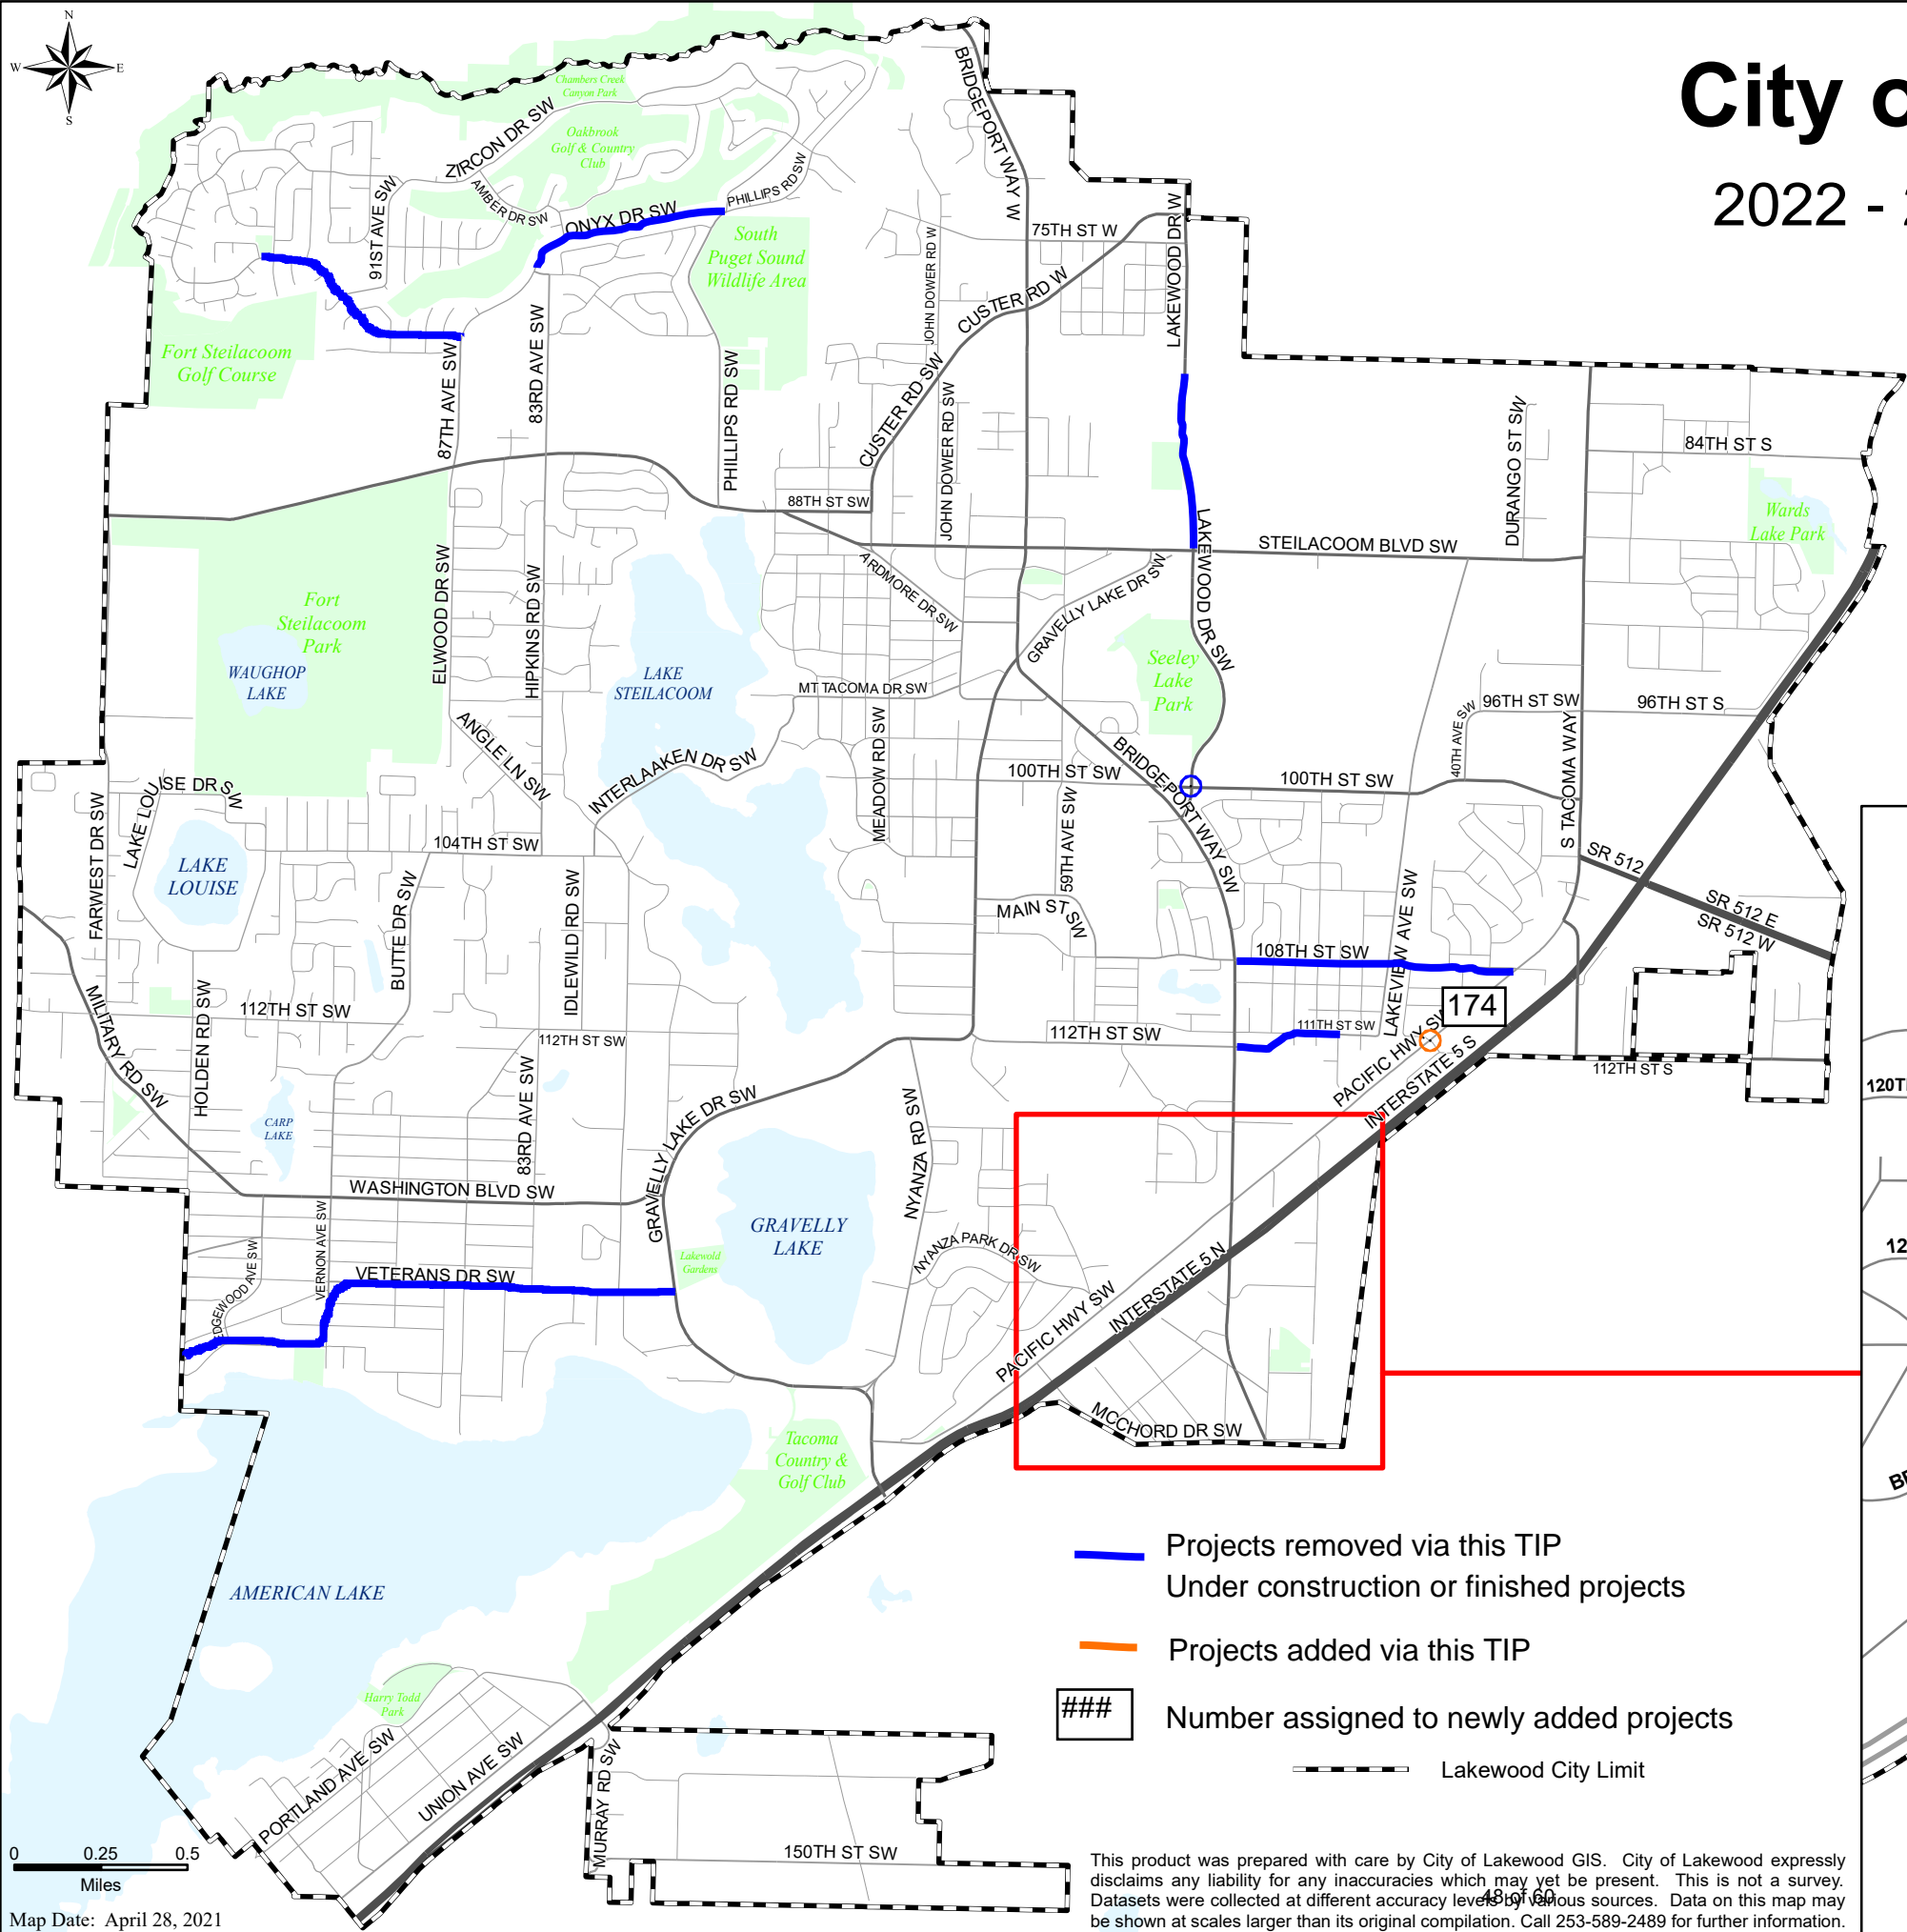 N
W
E
S
City o
2022 - 2
Chambers Creek
Canyon Park
Oakbrook
Golf & Country
Club
ZIRCON DR SW
AMBER DR SW
91ST AVE SW
ONYX DR SW
PHILLIPS RD SW
South
Puget Sound
Wildlife Area
BRIDGEPORT WAY W
75TH ST W
LAKEWOOD DR W
JOHN DOWER RD W
CUSTER RD W
Fort Steilacoom
Golf Course
87TH AVE SW
83RD AVE SW
PHILLIPS RD SW
CUSTER RD SW
JOHN DOWER RD SW
88TH ST SW
DURANGO ST SW
84TH ST S
Wards
Lake Park
LAKEWOOD DR SW
STEILACOOM BLVD SW
ARDMORE DR SW
GRAVELLY LAKE DR SW
ELWOOD DR SW
HIPKINS RD SW
Fort
Steilacoom
Park
WAUGHOP
LAKE
LAKE
STEILACOOM
MT TACOMA DR SW
Seeley
Lake
Park
96TH ST SW
96TH ST S
40TH AVE SW
S TACOMA WAY
ANGLE LN SW
INTERLAAKEN DR SW
MEADOW RD SW
100TH ST SW
BRIDGEPORT WAY SW
100TH ST SW
LAKE LOUISE DR SW
FARWEST DR SW
LAKE
LOUISE
104TH ST SW
59TH AVE SW
SR 512
SR 512 E
SR 512 W
BUTTE DR SW
IDLEWILD RD SW
MAIN ST SW
108TH ST SW
LAKEVIEW AVE SW
174
MILITARY RD SW
HOLDEN RD SW
112TH ST SW
112TH ST SW
112TH ST SW
111TH ST SW
PACIFIC HWY SW
INTERSTATE 5 S
112TH ST S
120T
CARP
LAKE
83RD AVE SW
GRAVELLY LAKE DR SW
NYANZA RD SW
WASHINGTON BLVD SW
GRAVELLY
LAKE
VERNON AVE SW
EDGEWOOD AVE SW
VETERANS DR SW
Lakewold
Gardens
NYANZA PARK DR SW
PACIFIC HWY SW
INTERSTATE 5 N
12
MCCHORD DR SW
Tacoma
Country &
Golf Club
AMERICAN LAKE
Projects removed via this TIP
Under construction or finished projects
Projects added via this TIP
###
Number assigned to newly added projects
Lakewood City Limit
Harry Todd
Park
PORTLAND AVE SW
UNION AVE SW
MURRAY RD SW
150TH ST SW
0 0.25 0.5
Miles
Map Date: April 28, 2021
This product was prepared with care by City of Lakewood GIS. City of Lakewood expressly
disclaims any liability for any inaccuracies which may yet be present. This is not a survey.
Datasets were collected at different accuracy levels by various sources. Data on this map may
48 of 60
be shown at scales larger than its original compilation. Call 253-589-2489 for further information.